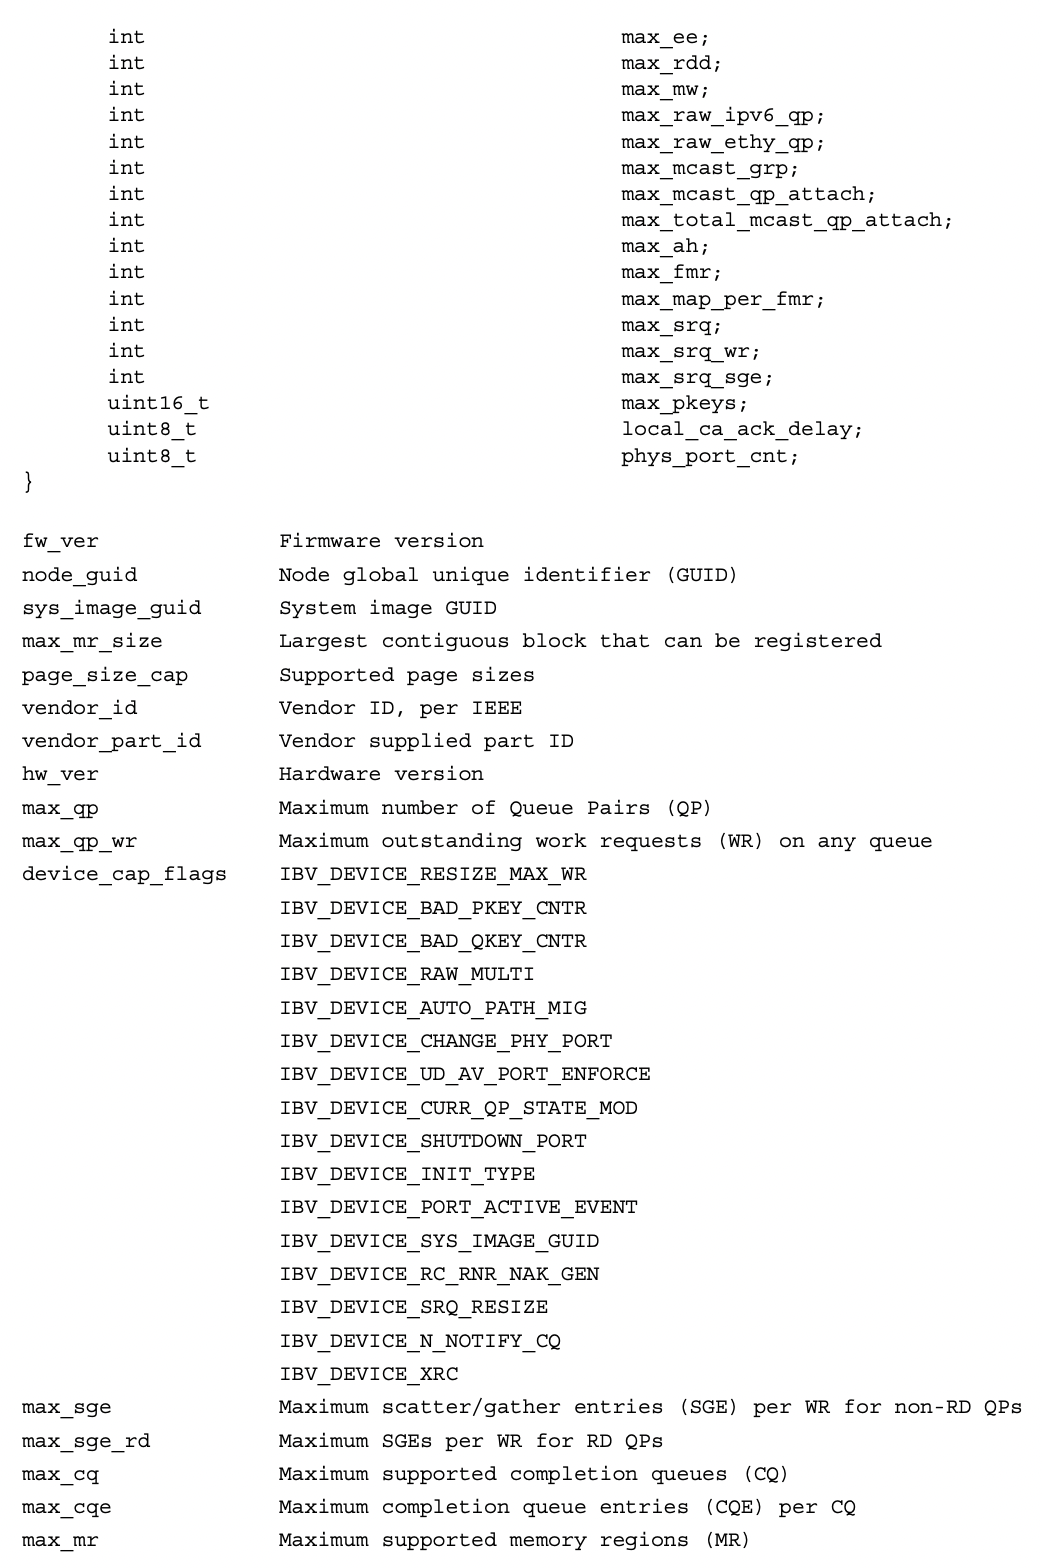 int max_ee;
int max_rdd;
int max_mw;
int max_raw_ipv6_qp;
int max_raw_ethy_qp;
int max_mcast_grp;
int max_mcast_qp_attach;
int max_total_mcast_qp_attach;
int max_ah;
int max_fmr;
int max_map_per_fmr;
int max_srq;
int max_srq_wr;
int max_srq_sge;
uint16_t max_pkeys;
uint8_t local_ca_ack_delay;
uint8_t phys_port_cnt;
}
fw_ver Firmware version
node_guid Node global unique identifier (GUID)
sys_image_guid System image GUID
max_mr_size Largest contiguous block that can be registered
page_size_cap Supported page sizes
vendor_id Vendor ID, per IEEE
vendor_part_id Vendor supplied part ID
hw_ver Hardware version
max_qp Maximum number of Queue Pairs (QP)
max_qp_wr Maximum outstanding work requests (WR) on any queue
device_cap_flags IBV_DEVICE_RESIZE_MAX_WR
IBV_DEVICE_BAD_PKEY_CNTR
IBV_DEVICE_BAD_QKEY_CNTR
IBV_DEVICE_RAW_MULTI
IBV_DEVICE_AUTO_PATH_MIG
IBV_DEVICE_CHANGE_PHY_PORT
IBV_DEVICE_UD_AV_PORT_ENFORCE
IBV_DEVICE_CURR_QP_STATE_MOD
IBV_DEVICE_SHUTDOWN_PORT
IBV_DEVICE_INIT_TYPE
IBV_DEVICE_PORT_ACTIVE_EVENT
IBV_DEVICE_SYS_IMAGE_GUID
IBV_DEVICE_RC_RNR_NAK_GEN
IBV_DEVICE_SRQ_RESIZE
IBV_DEVICE_N_NOTIFY_CQ
IBV_DEVICE_XRC
max_sge Maximum scatter/gather entries (SGE) per WR for non-RD QPs
max_sge_rd Maximum SGEs per WR for RD QPs
max_cq Maximum supported completion queues (CQ)
max_cqe Maximum completion queue entries (CQE) per CQ
max_mr Maximum supported memory regions (MR)